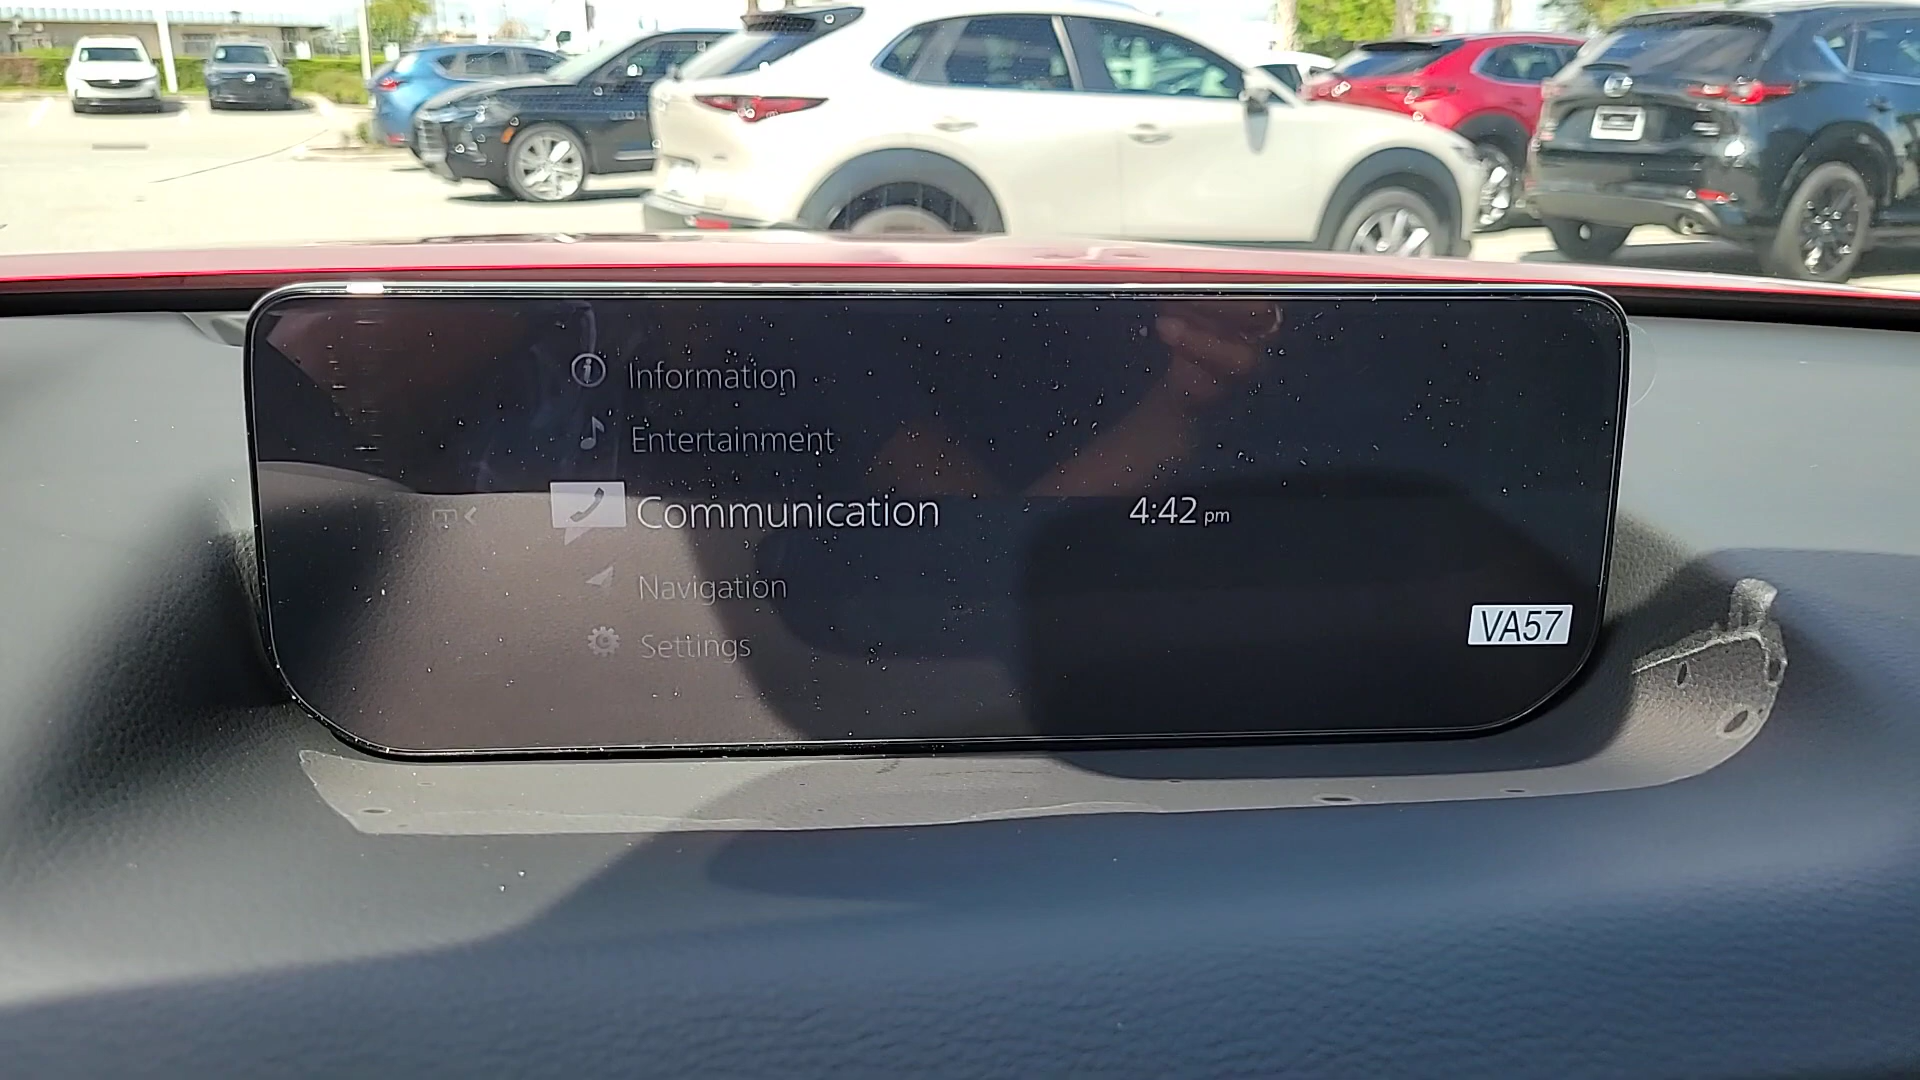 Information
Entertainment
Communication
4:42 pm
Navigation
VA57
Settings